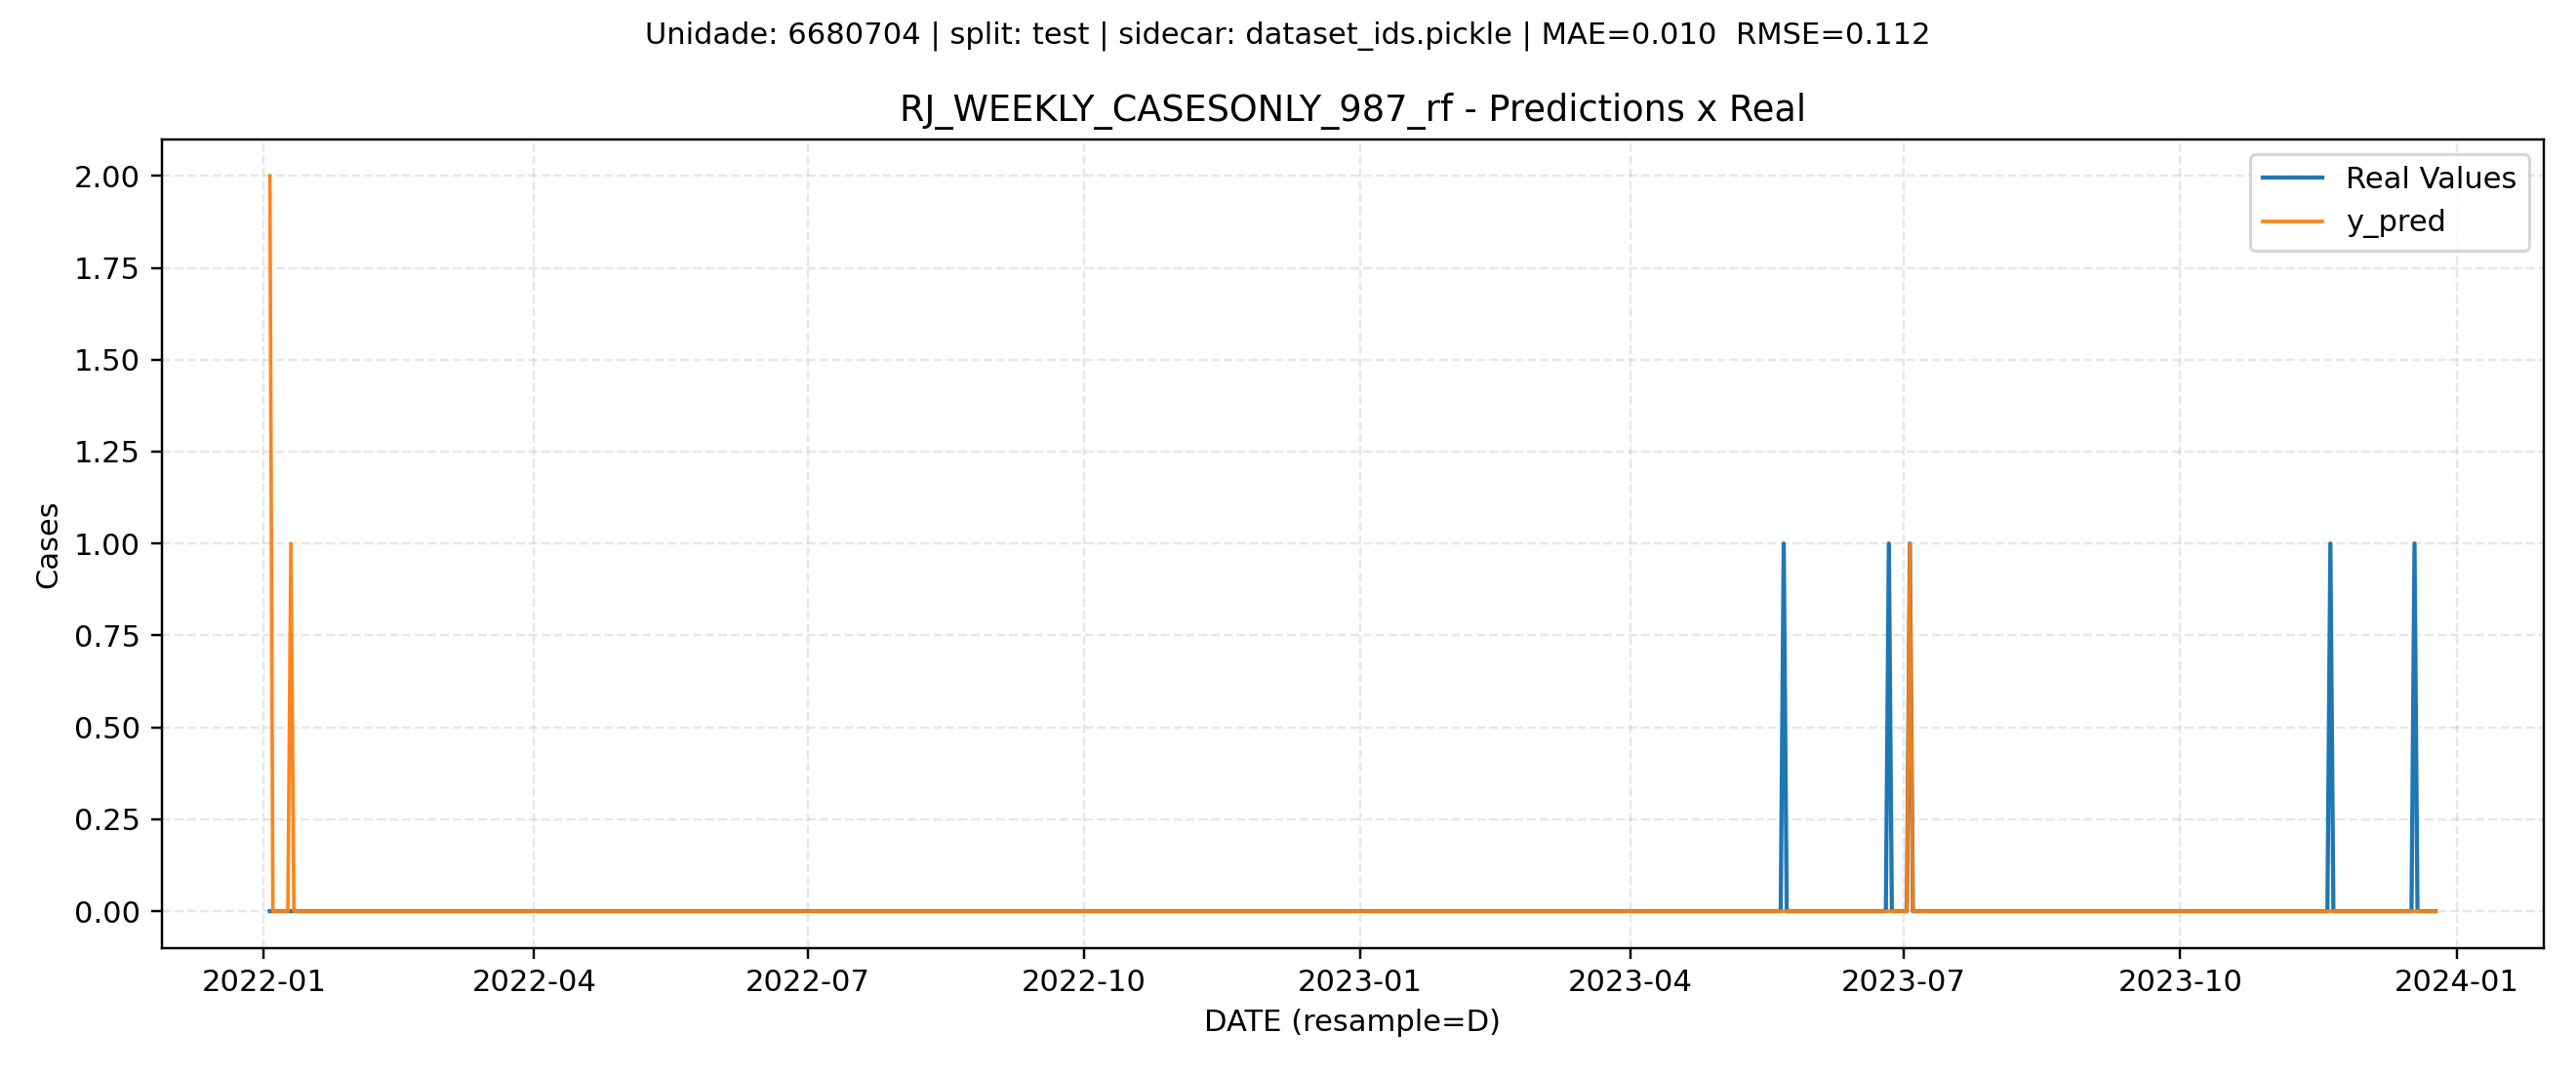 Unidade: 6680704 | split: test | sidecar: dataset_ids.pickle | MAE=0.010  RMSE=0.112
RJ_WEEKLY_CASESONLY_987_rf - Predictions x Real
Real Values
y_pred
2.00
1.75
1.50
1.25
1.00
0.75
0.50
0.25
0.00
Cases
2022-01 2022-04 2022-07 2022-10 2023-01 2023-04 2023-07 2023-10 2024-01
DATE (resample=D)